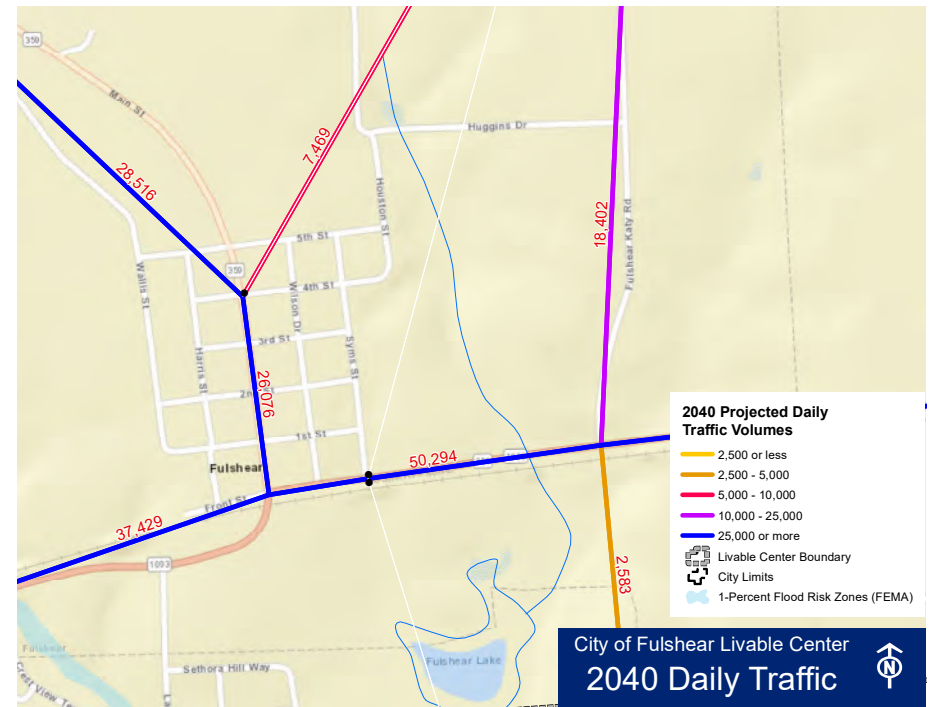 359
Main St
7,469
Huggins Dr
28,516
Houston St
18,402
Fulshear Katy Rd
5th St
Wallis St
359
4th St
Wilson Dr
3rd St
Syms St
Harris St
26,076
1st St
50,294
Fulshear
Front St
37,429
1093
2,583
Fulshear
Fulshear Lake
Sethora Hill Way
2040 Projected Daily
Traffic Volumes
2,500 or less
2,500 - 5,000
5,000 - 10,000
10,000 - 25,000
25,000 or more
Livable Center Boundary
City Limits
1-Percent Flood Risk Zones (FEMA)
City of Fulshear Livable Center
2040 Daily Traffic
N